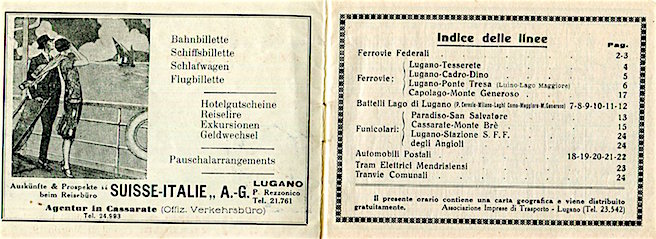 Bahnbillette
Schiffsbillette
Schlafwagen
Flugbillette
Hotelgutscheine
Reiselire
Exkursionen
Geldwechsel
Pauschalarrangements
Auskünfte & Prospekte "SUISSE-ITALIE„ A.-G. LUGANO
beim Reisebüro P. Rezzonico
Tel. 21.761
Agentur in Cassarate (Offiz. Verkehrsbüro)
Tel. 24.993
Indice delle linee
Pag.
Ferrovie Federali 2-3
Ferrovie:
Lugano-Tesserete 4
Lugano-Cadro-Dino 5
Lugano-Ponte Tresa (Luino-Lago Maggiore) 6
Capolago-Monte Generoso 17
Battelli Lago di Lugano (P. Ceresio-Milano-Laghi Como-Maggiore-M. Generoso) 7-8-9-10-11-12
Funicolari:
Paradiso-San Salvatore 13
Cassarate-Monte Brè 15
Lugano-Stazione S. F. F. 24
degli Angioli 24
Automobili Postali 18-19-20-21-22
Tram Elettrici Mendrisiensi 23
Tranvie Comunali 24
Il presente orario contiene una carta geografica e viene distribuito
gratuitamente. Associazione Imprese di Trasporto - Lugano (Tel. 23.542)